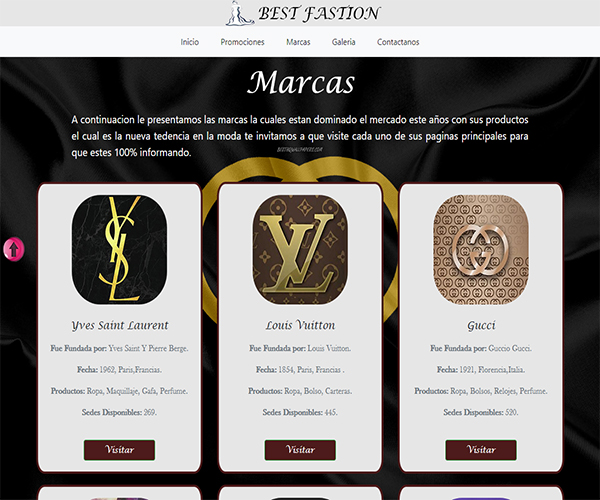 BEST FASTION
Inicio Promociones Marcas Galeria Contactanos
Marcas
A continuacion le presentamos las marcas la cuales estan dominado el mercado este años con sus productos
el cual es la nueva tedencia en la moda te invitamos a que visite cada uno de sus paginas principales para
que estes 100% informando.
YSL
Yves Saint Laurent
Fue Fundada por: Yves Saint Y Pierre Berge.
Fecha: 1962, Paris,Francias.
Productos: Ropa, Maquillaje, Gafa, Perfume.
Sedes Disponibles: 269.
Visitar
LV
Louis Vuitton
Fue Fundada por: Louis Vuitton.
Fecha: 1854, Paris, Francias .
Productos: Ropa, Bolso, Carteras.
Sedes Disponibles: 445.
Visitar
Gucci
Fue Fundada por: Guccio Gucci.
Fecha: 1921, Florencia,Italia.
Productos: Ropa, Bolsos, Relojes, Perfume.
Sedes Disponibles: 520.
Visitar